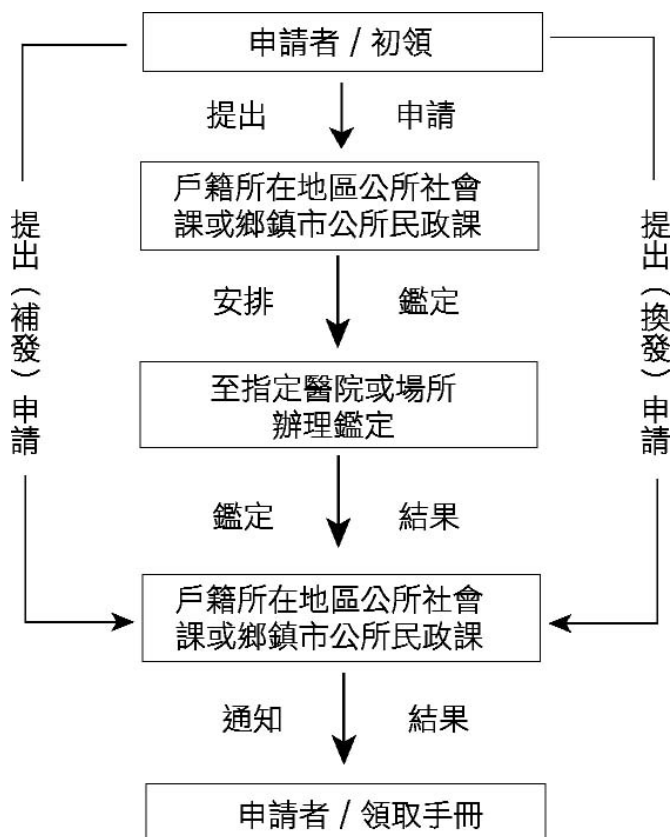 申請者 / 初領
提出 申請
戶籍所在地區公所社會
課或鄉鎮市公所民政課
安排 鑑定
至指定醫院或場所
辦理鑑定
鑑定 結果
戶籍所在地區公所社會
課或鄉鎮市公所民政課
通知 結果
申請者 / 領取手冊
提出（補發）申請
提出（換發）申請